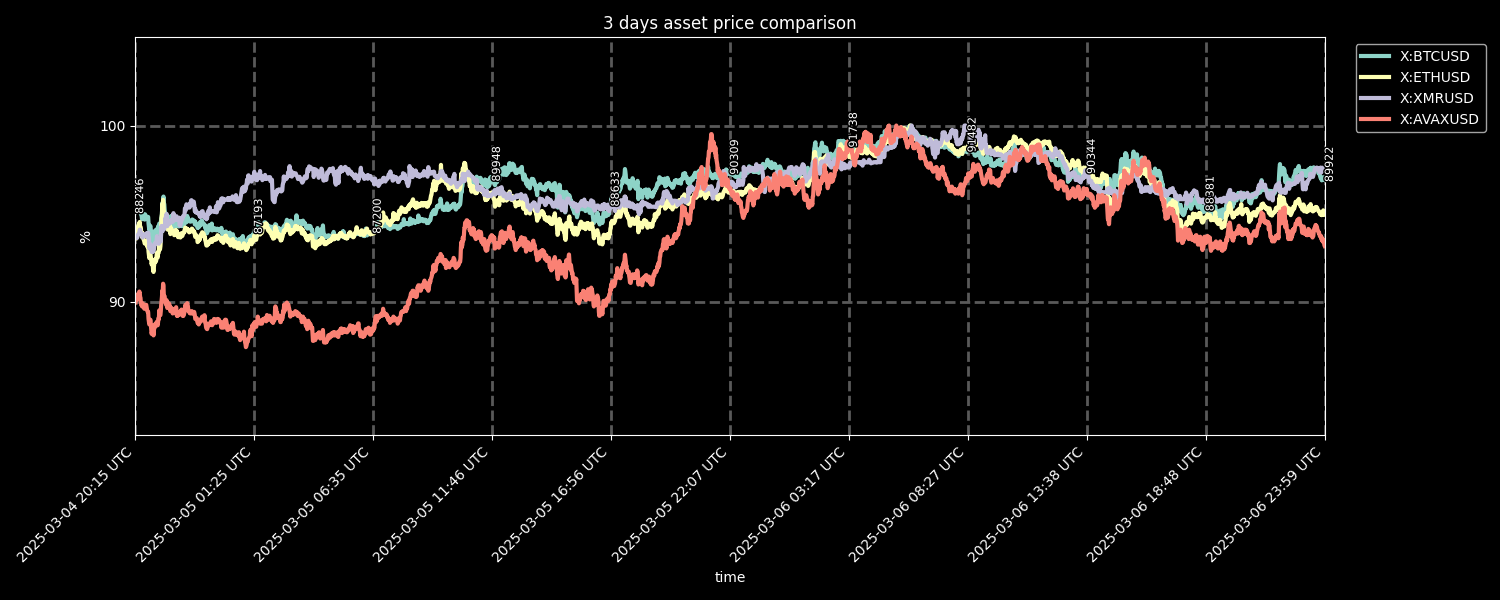 3 days asset price comparison
X:BTCUSD
X:ETHUSD
X:XMRUSD
X:AVAXUSD
100
90
%
88246
87193
87200
89948
88633
90309
91738
91482
90344
88381
89922
2025-03-04 20:15 UTC
2025-03-05 01:25 UTC
2025-03-05 06:35 UTC
2025-03-05 11:46 UTC
2025-03-05 16:56 UTC
2025-03-05 22:07 UTC
2025-03-06 03:17 UTC
2025-03-06 08:27 UTC
2025-03-06 13:38 UTC
2025-03-06 18:48 UTC
2025-03-06 23:59 UTC
time